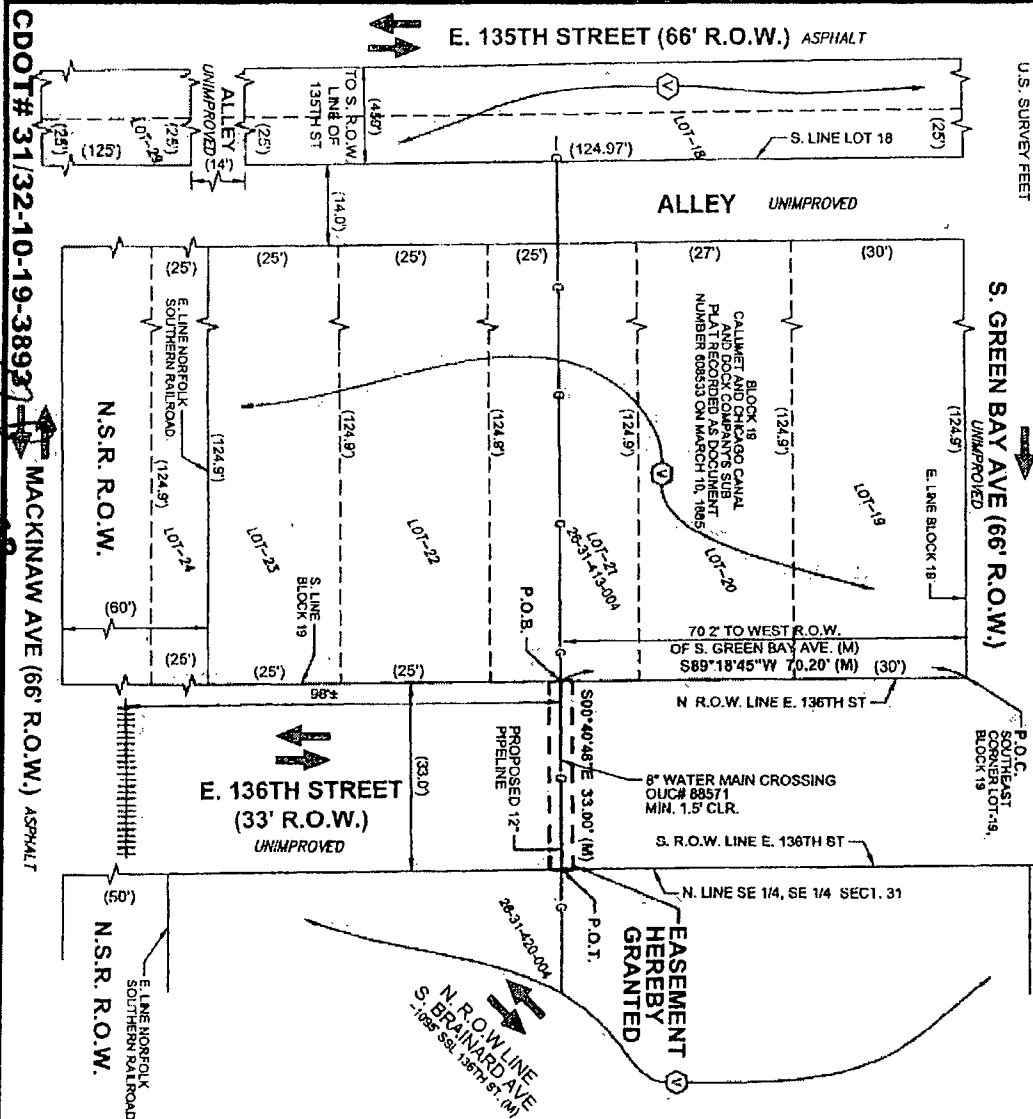 U.S. SURVEY FEET
E. 135TH STREET (66' R.O.W.) ASPHALT
S. GREEN BAY AVE (66' R.O.W.)
UNIMPROVED
(25')
(125')
LOT-29
(25')
ALLEY
UNIMPROVED
(14')
(25')
TO S. R.O.W.
LINE OF
135TH ST
V
LOT-18
(25')
(124.97')
S. LINE LOT 18
(14.0')
ALLEY UNIMPROVED
(25')
(25')
(25')
(25')
(27')
(30')
E. LINE NORFOLK
SOUTHERN RAILROAD
BLOCK 19
CALUMET AND CHICAGO CANAL
AND DOCK COMPANY'S SUB
PLAT RECORDED AS DOCUMENT
NUMBER 608533 ON MARCH 10, 1885
N.S.R. R.O.W.
(124.9')
(124.9')
(124.9')
(124.9')
(124.9')
(124.9')
(124.9')
E. LINE BLOCK 19
LOT-24
LOT-23
LOT-22
LOT-21
26-31-413-004
LOT-20
LOT-19
V
S. LINE
BLOCK 19
P.O.B.
(60')
70.2' TO WEST R.O.W.
OF S. GREEN BAY AVE. (M)
S89°18'45"W 70.20' (M)
(25')
(25')
(25')
(30')
98'±
N R.O.W. LINE E. 136TH ST
P.O.C.
SOUTHEAST
CORNER LOT-19,
BLOCK 19
E. 136TH STREET
(33' R.O.W.)
UNIMPROVED
(33.0')
PROPOSED 12"
PIPELINE
S00°40'48"E 33.00' (M)
8" WATER MAIN CROSSING
OUC# 88571
MIN. 1.5' CLR.
S. R.O.W. LINE E. 136TH ST
N. LINE SE 1/4, SE 1/4 SECT. 31
(50')
N.S.R. R.O.W.
E. LINE NORFOLK
SOUTHERN RAILROAD
26-31-420-004
P.O.T.
EASEMENT
HEREBY
GRANTED
V
N. R.O.W LINE
S. BRAINARD AVE
~1095' SSL 136TH ST. (M)
MACKINAW AVE (66' R.O.W.) ASPHALT
CDOT# 31/32-10-19-3893